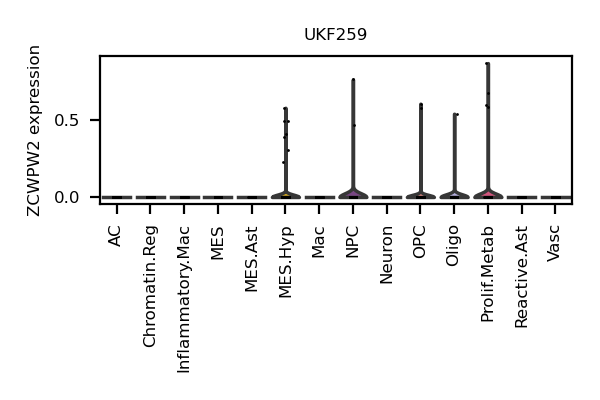 UKF259
ZCWPW2 expression
0.5
0.0
AC
Chromatin.Reg
Inflammatory.Mac
MES
MES.Ast
MES.Hyp
Mac
NPC
Neuron
OPC
Oligo
Prolif.Metab
Reactive.Ast
Vasc